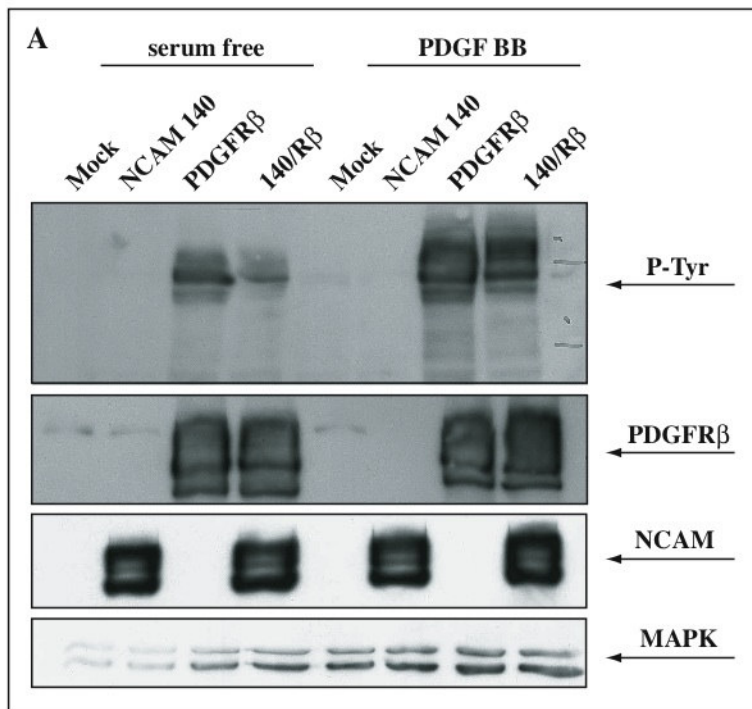 A
serum free PDGF BB
Mock NCAM 140 PDGFRβ 140/Rβ Mock NCAM 140 PDGFRβ 140/Rβ
P-Tyr
PDGFRβ
NCAM
MAPK